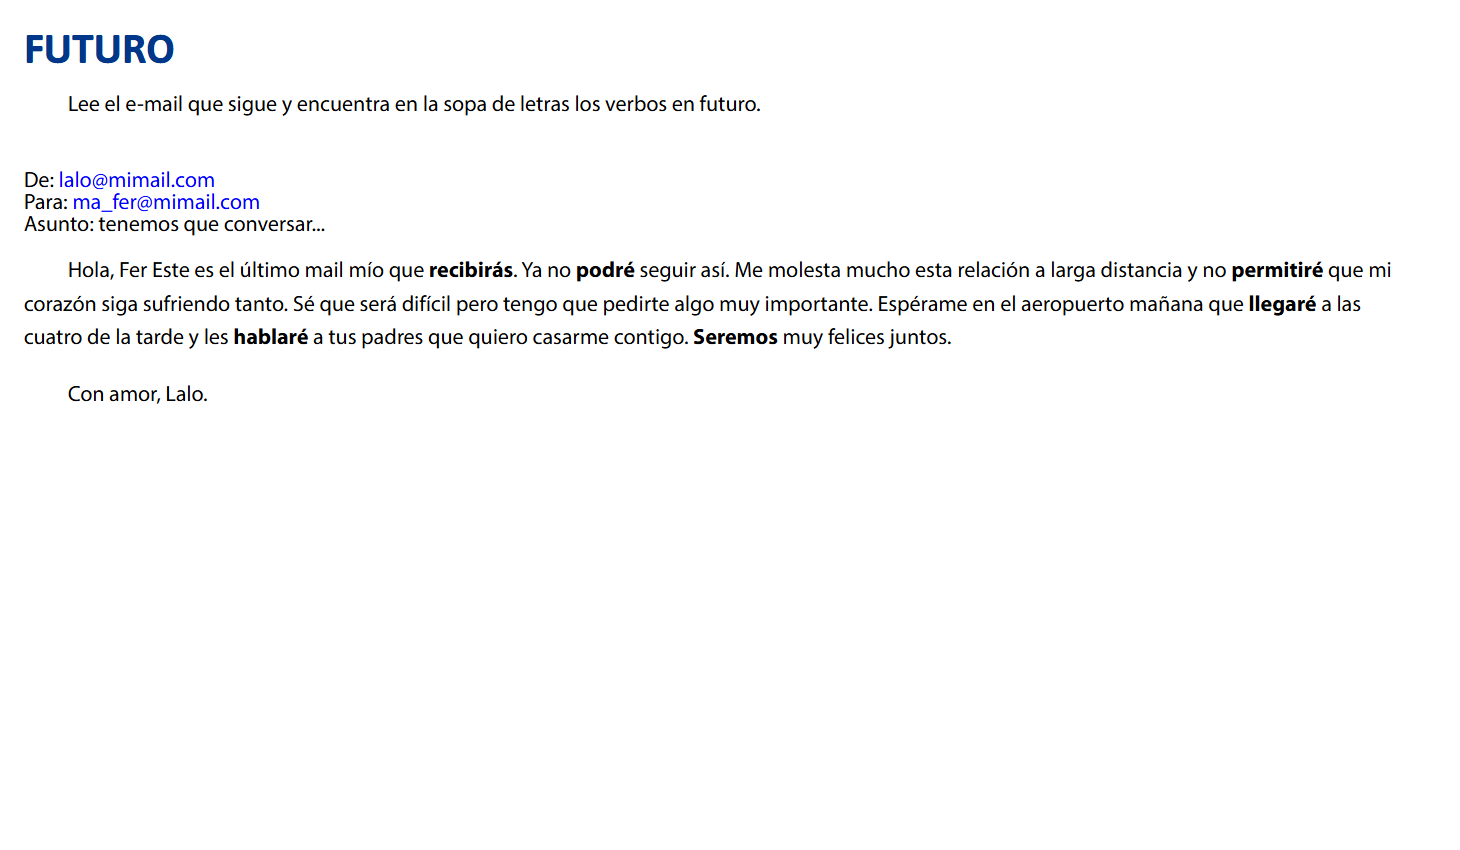 FUTURO
Lee el e-mail que sigue y encuentra en la sopa de letras los verbos en futuro.
De: lalo@mimail.com
Para: ma_fer@mimail.com
Asunto: tenemos que conversar...
Hola, Fer Este es el último mail mío que recibirás. Ya no podré seguir así. Me molesta mucho esta relación a larga distancia y no permitiré que mi
corazón siga sufriendo tanto. Sé que será difícil pero tengo que pedirte algo muy importante. Espérame en el aeropuerto mañana que llegaré a las
cuatro de la tarde y les hablaré a tus padres que quiero casarme contigo. Seremos muy felices juntos.
Con amor, Lalo.